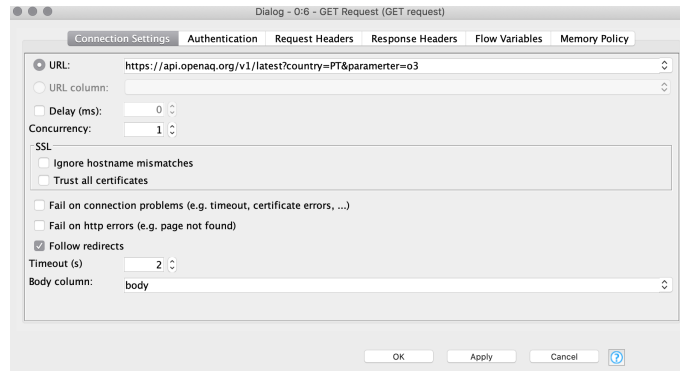 Dialog - 0:6 - GET Request (GET request)
Connection Settings Authentication Request Headers Response Headers Flow Variables Memory Policy
URL: https://api.openaq.org/v1/latest?country=PT&paramerter=o3
URL column:
Delay (ms): 0
Concurrency: 1
SSL
Ignore hostname mismatches
Trust all certificates
Fail on connection problems (e.g. timeout, certificate errors, ...)
Fail on http errors (e.g. page not found)
Follow redirects
Timeout (s) 2
Body column: body
OK Apply Cancel ?